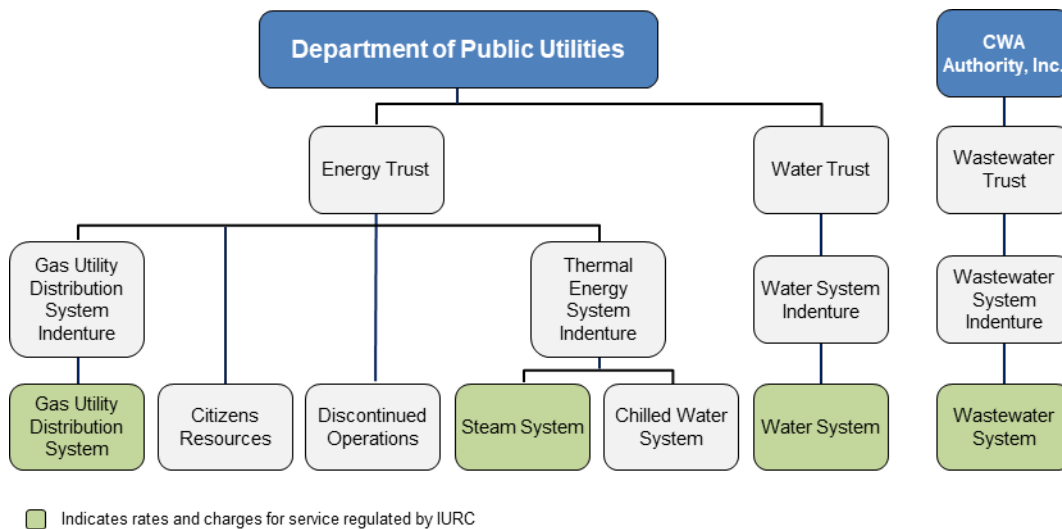 Department of Public Utilities
CWA
Authority, Inc.
Energy Trust
Water Trust
Wastewater
Trust
Gas Utility
Distribution
System
Indenture
Thermal
Energy
System
Indenture
Water System
Indenture
Wastewater
System
Indenture
Gas Utility
Distribution
System
Citizens
Resources
Discontinued
Operations
Steam System
Chilled Water
System
Water System
Wastewater
System
Indicates rates and charges for service regulated by IURC